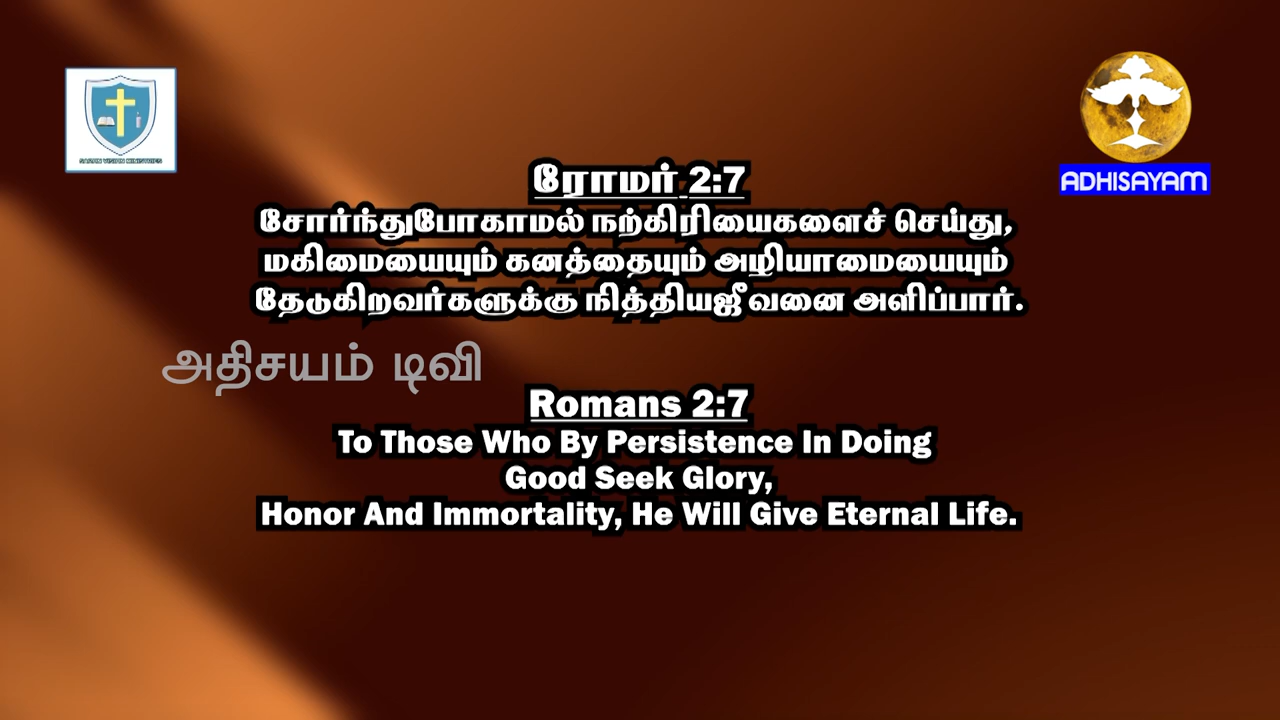 ADHISAYAM
ரோமர் 2:7
சோர்ந்துபோகாமல் நற்கிரியைகளைச் செய்து,
மகிமையையும் கனத்தையும் அழியாமையையும்
தேடுகிறவர்களுக்கு நித்தியஜீவனை அளிப்பார்.
அதிசயம் டிவி
Romans 2:7
To Those Who By Persistence In Doing
Good Seek Glory,
Honor And Immortality, He Will Give Eternal Life.